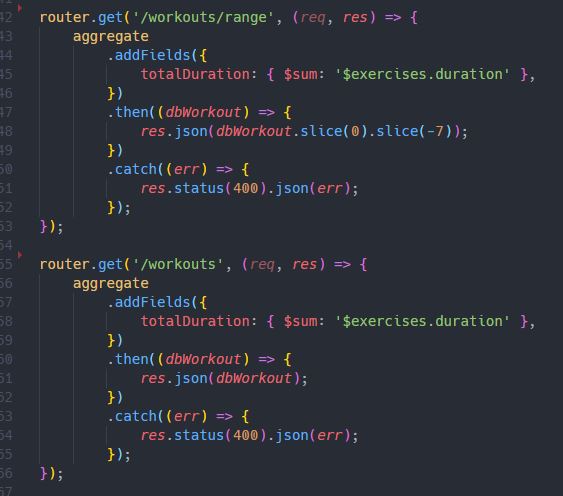 42 router.get('/workouts/range', (req, res) => {
43     aggregate
44         .addFields({
45             totalDuration: { $sum: '$exercises.duration' },
46         })
47         .then((dbWorkout) => {
48             res.json(dbWorkout.slice(0).slice(-7));
49         })
50         .catch((err) => {
51             res.status(400).json(err);
52         });
53 });
54
55 router.get('/workouts', (req, res) => {
56     aggregate
57         .addFields({
58             totalDuration: { $sum: '$exercises.duration' },
59         })
60         .then((dbWorkout) => {
61             res.json(dbWorkout);
62         })
63         .catch((err) => {
64             res.status(400).json(err);
65         });
66 });
67